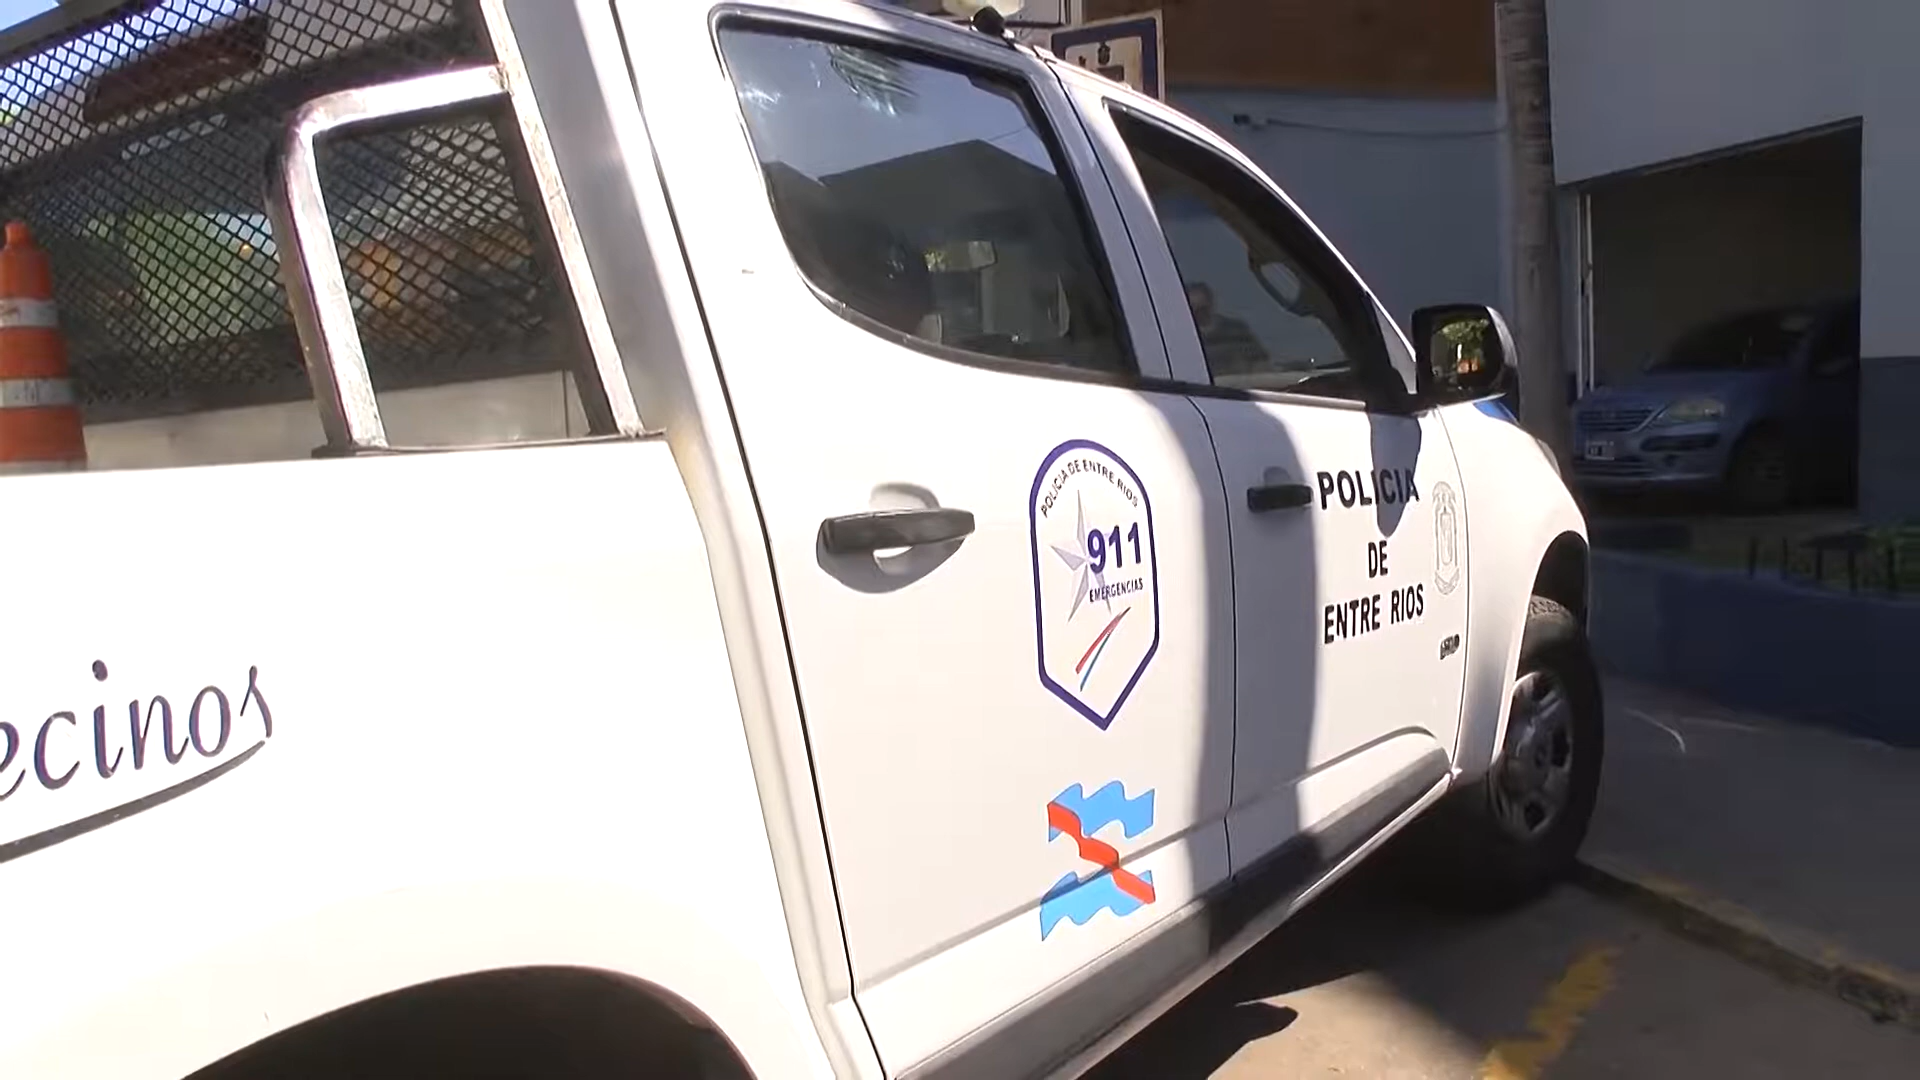 ecinos
POLICIA DE ENTRE RIOS
911
EMERGENCIAS
POLICIA
DE
ENTRE RIOS